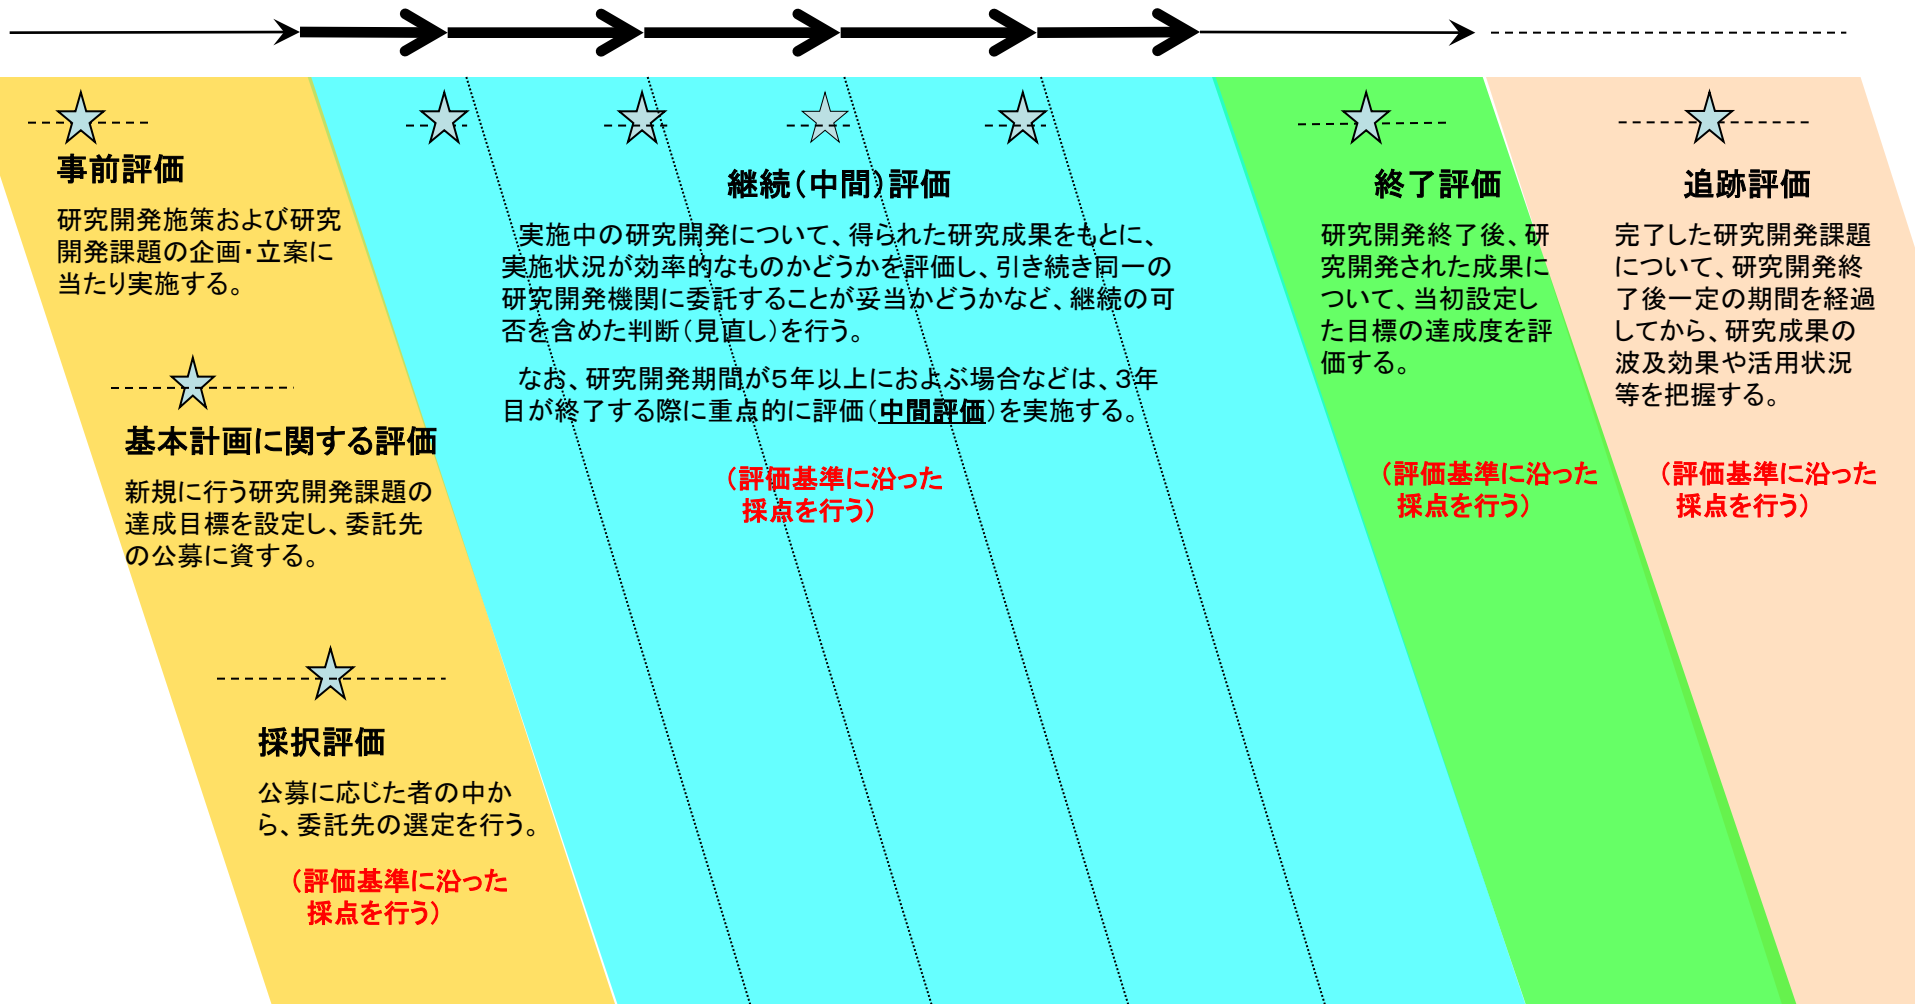 事前評価
研究開発施策および研究
開発課題の企画・立案に
当たり実施する。
基本計画に関する評価
新規に行う研究開発課題の
達成目標を設定し、委託先
の公募に資する。
採択評価
公募に応じた者の中か
ら、委託先の選定を行う。
（評価基準に沿った
採点を行う）
継続（中間）評価
実施中の研究開発について、得られた研究成果をもとに、
実施状況が効率的なものかどうかを評価し、引き続き同一の
研究開発機関に委託することが妥当かどうかなど、継続の可
否を含めた判断（見直し）を行う。
なお、研究開発期間が５年以上におよぶ場合などは、３年
目が終了する際に重点的に評価（中間評価）を実施する。
（評価基準に沿った
採点を行う）
終了評価
研究開発終了後、研
究開発された成果に
ついて、当初設定し
た目標の達成度を評
価する。
（評価基準に沿った
採点を行う）
追跡評価
完了した研究開発課題
について、研究開発終
了後一定の期間を経過
してから、研究成果の
波及効果や活用状況
等を把握する。
（評価基準に沿った
採点を行う）